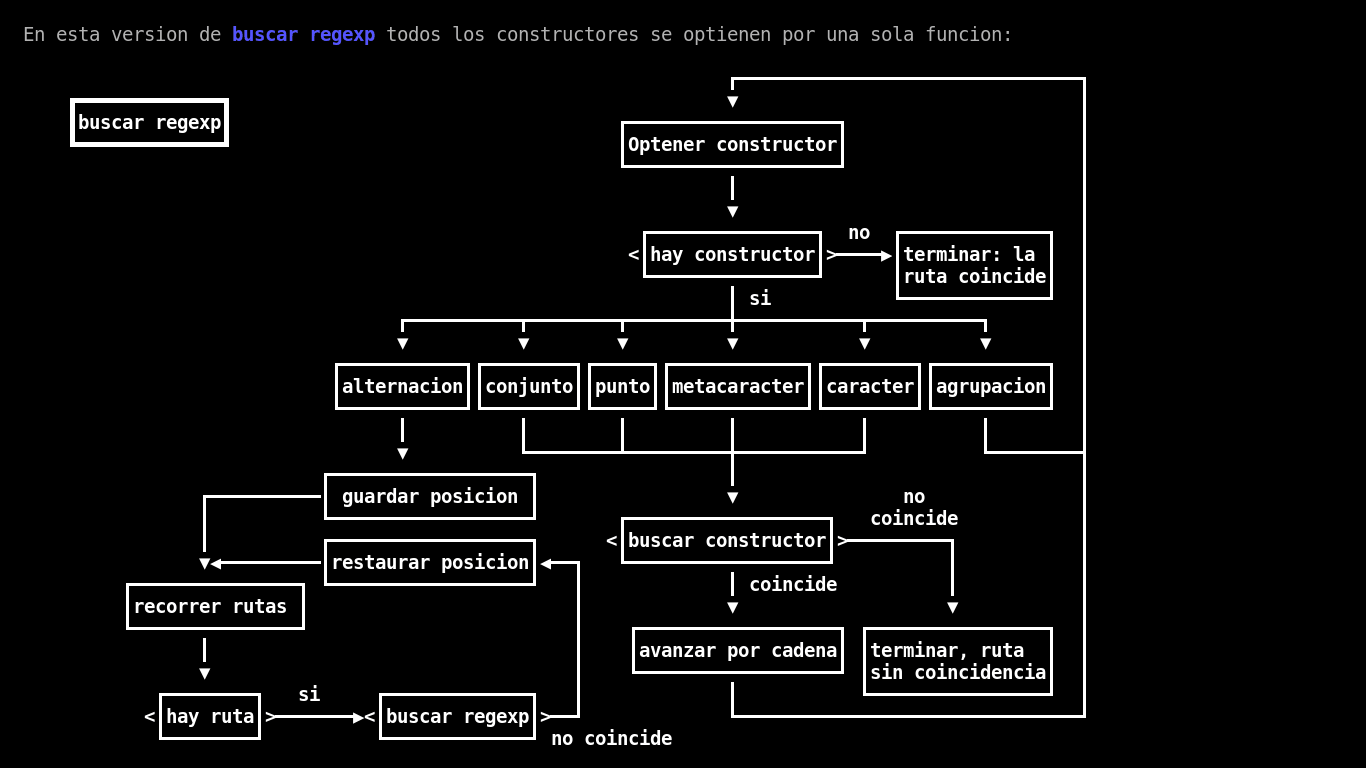 En esta version de buscar regexp todos los constructores se optienen por una sola funcion:
buscar regexp
Optener constructor
no
< hay constructor >
terminar: la
ruta coincide
si
alternacion conjunto punto metacaracter caracter agrupacion
guardar posicion
no
coincide
< buscar constructor >
restaurar posicion
coincide
recorrer rutas
avanzar por cadena
terminar, ruta
sin coincidencia
si
< hay ruta > < buscar regexp >
no coincide